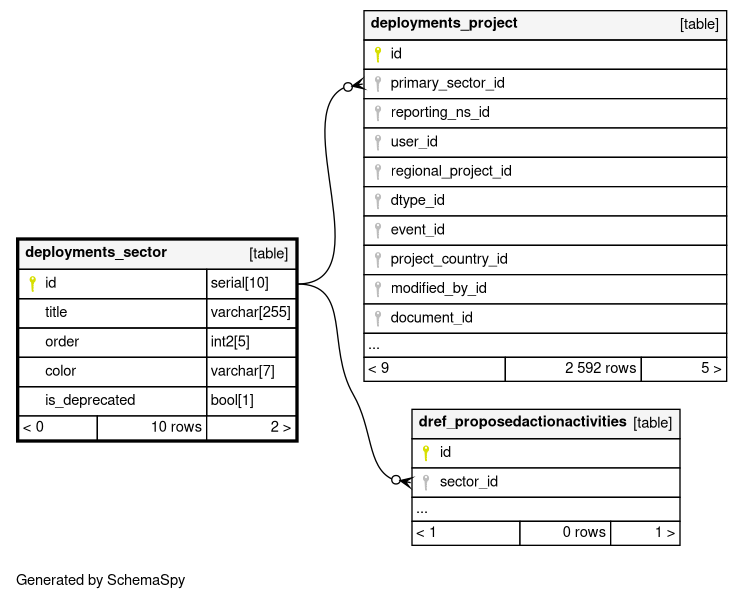 deployments_project [table]
id
primary_sector_id
reporting_ns_id
user_id
regional_project_id
dtype_id
event_id
project_country_id
modified_by_id
document_id
...
< 9 2 592 rows 5 >
deployments_sector [table]
id serial[10]
title varchar[255]
order int2[5]
color varchar[7]
is_deprecated bool[1]
< 0 10 rows 2 >
dref_proposedactionactivities [table]
id
sector_id
...
< 1 0 rows 1 >
Generated by SchemaSpy